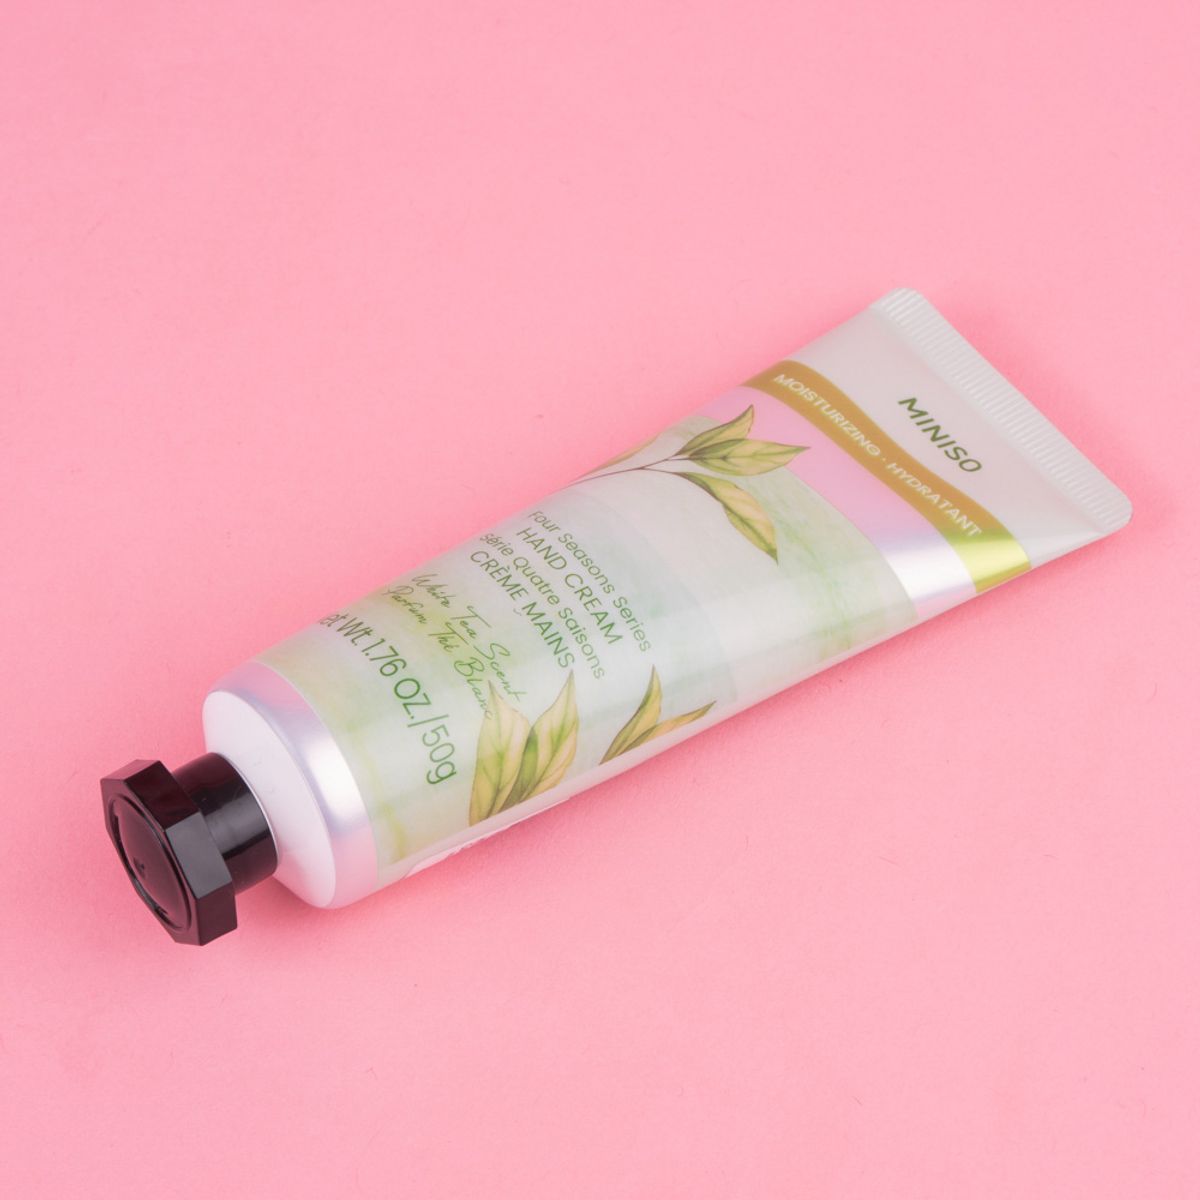 MINISO
MOISTURIZING · HYDRATANT
Four Seasons Series
HAND CREAM
Série Quatre Saisons
CRÈME MAINS
White Tea Scent
Parfum Thé Blanc
et Wt.1.76 OZ./50g